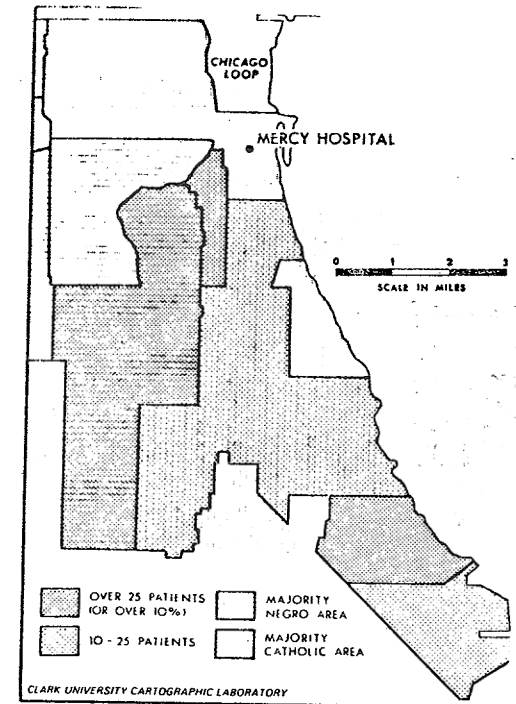 CHICAGO
LOOP
MERCY HOSPITAL
0 1 2 3
SCALE IN MILES
OVER 25 PATIENTS
(OR OVER 10%)
10 - 25 PATIENTS
MAJORITY
NEGRO AREA
MAJORITY
CATHOLIC AREA
CLARK UNIVERSITY CARTOGRAPHIC LABORATORY